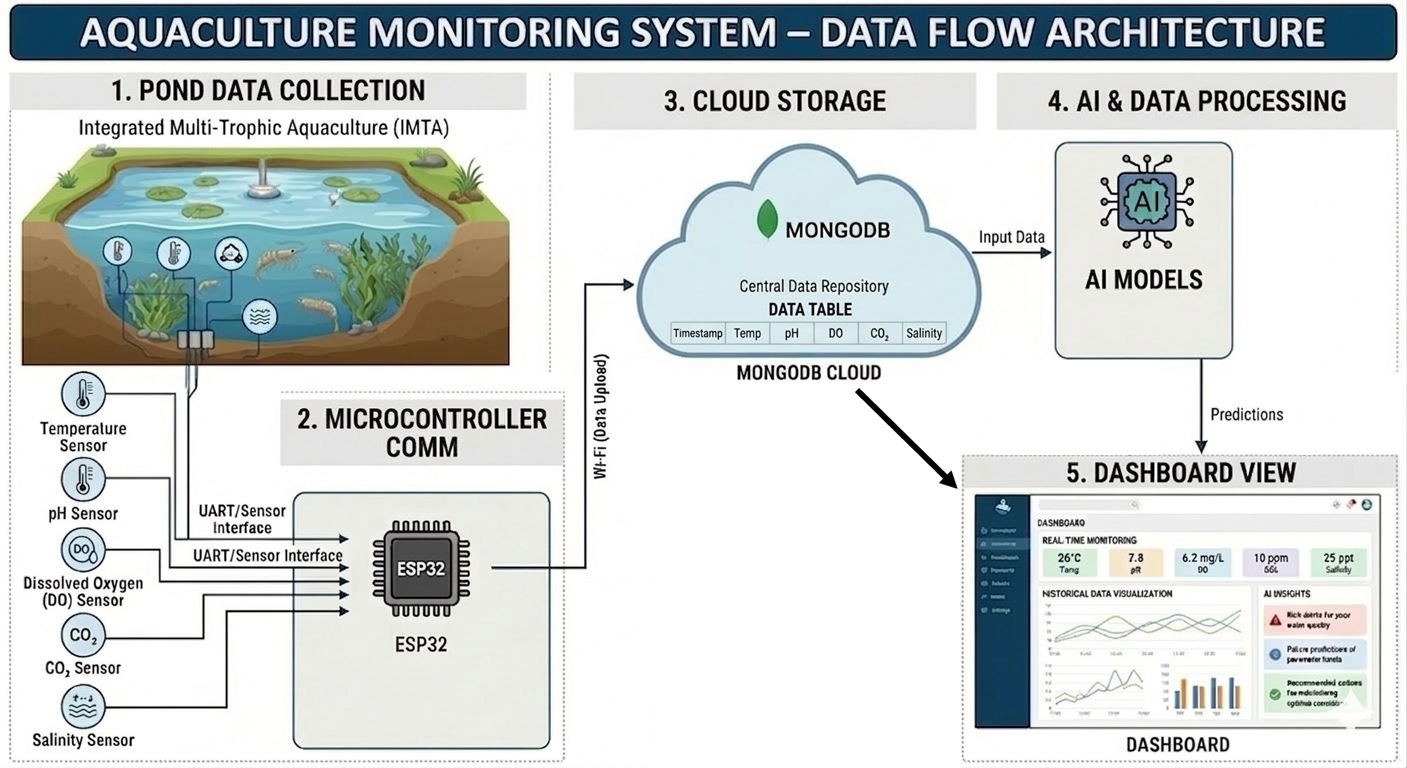 AQUACULTURE MONITORING SYSTEM – DATA FLOW ARCHITECTURE
1. POND DATA COLLECTION
Integrated Multi-Trophic Aquaculture (IMTA)
Temperature
Sensor
pH Sensor
DO
Dissolved Oxygen
(DO) Sensor
CO₂
CO₂ Sensor
Salinity Sensor
2. MICROCONTROLLER
COMM
UART/Sensor
Interface
UART/Sensor Interface
ESP32
ESP32
Wi-Fi (Data Upload)
3. CLOUD STORAGE
MONGODB
Central Data Repository
DATA TABLE
Timestamp Temp pH DO CO₂ Salinity
MONGODB CLOUD
Input Data
4. AI & DATA PROCESSING
AI
AI MODELS
Predictions
5. DASHBOARD VIEW
DASHBOARD
REAL-TIME MONITORING
26°C 7.8 6.2 mg/L 10 ppm 25 ppt
Tang pR DO
HISTORICAL DATA VISUALIZATION
AI INSIGHTS
DASHBOARD